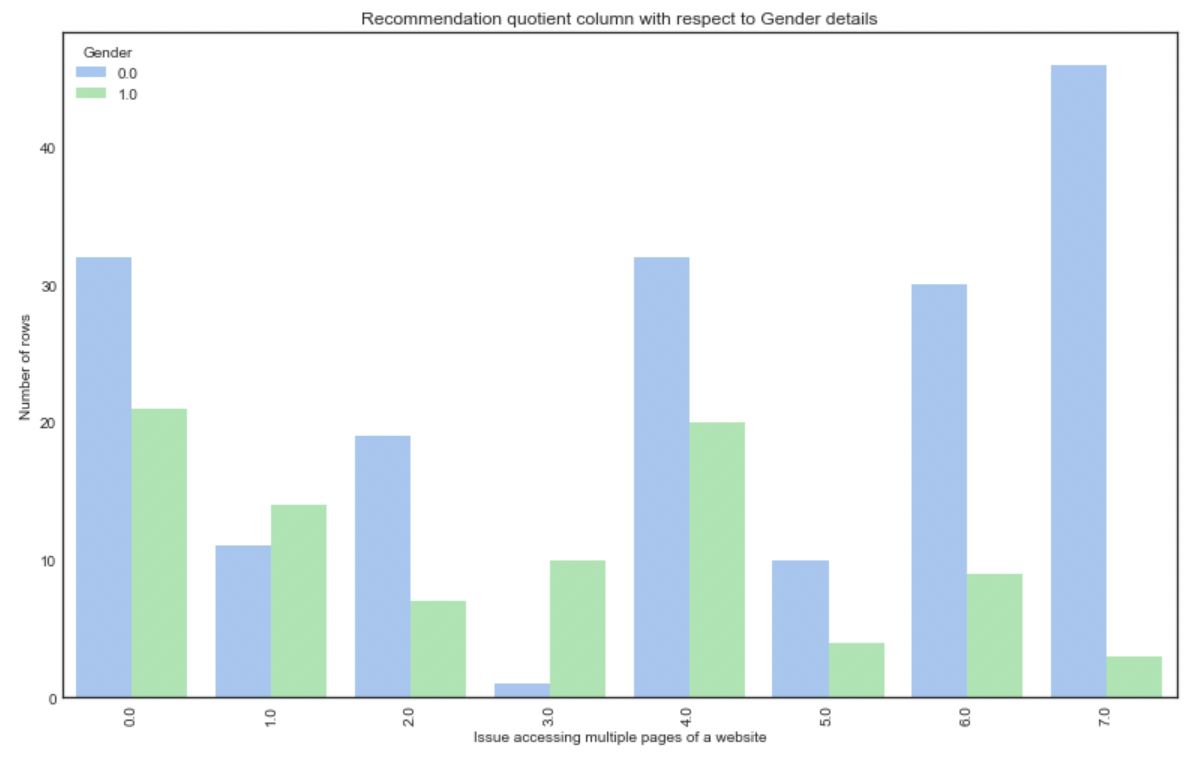 Recommendation quotient column with respect to Gender details
Gender
0.0
1.0
40
30
20
10
0
Number of rows
0.0 1.0 2.0 3.0 4.0 5.0 6.0 7.0
Issue accessing multiple pages of a website